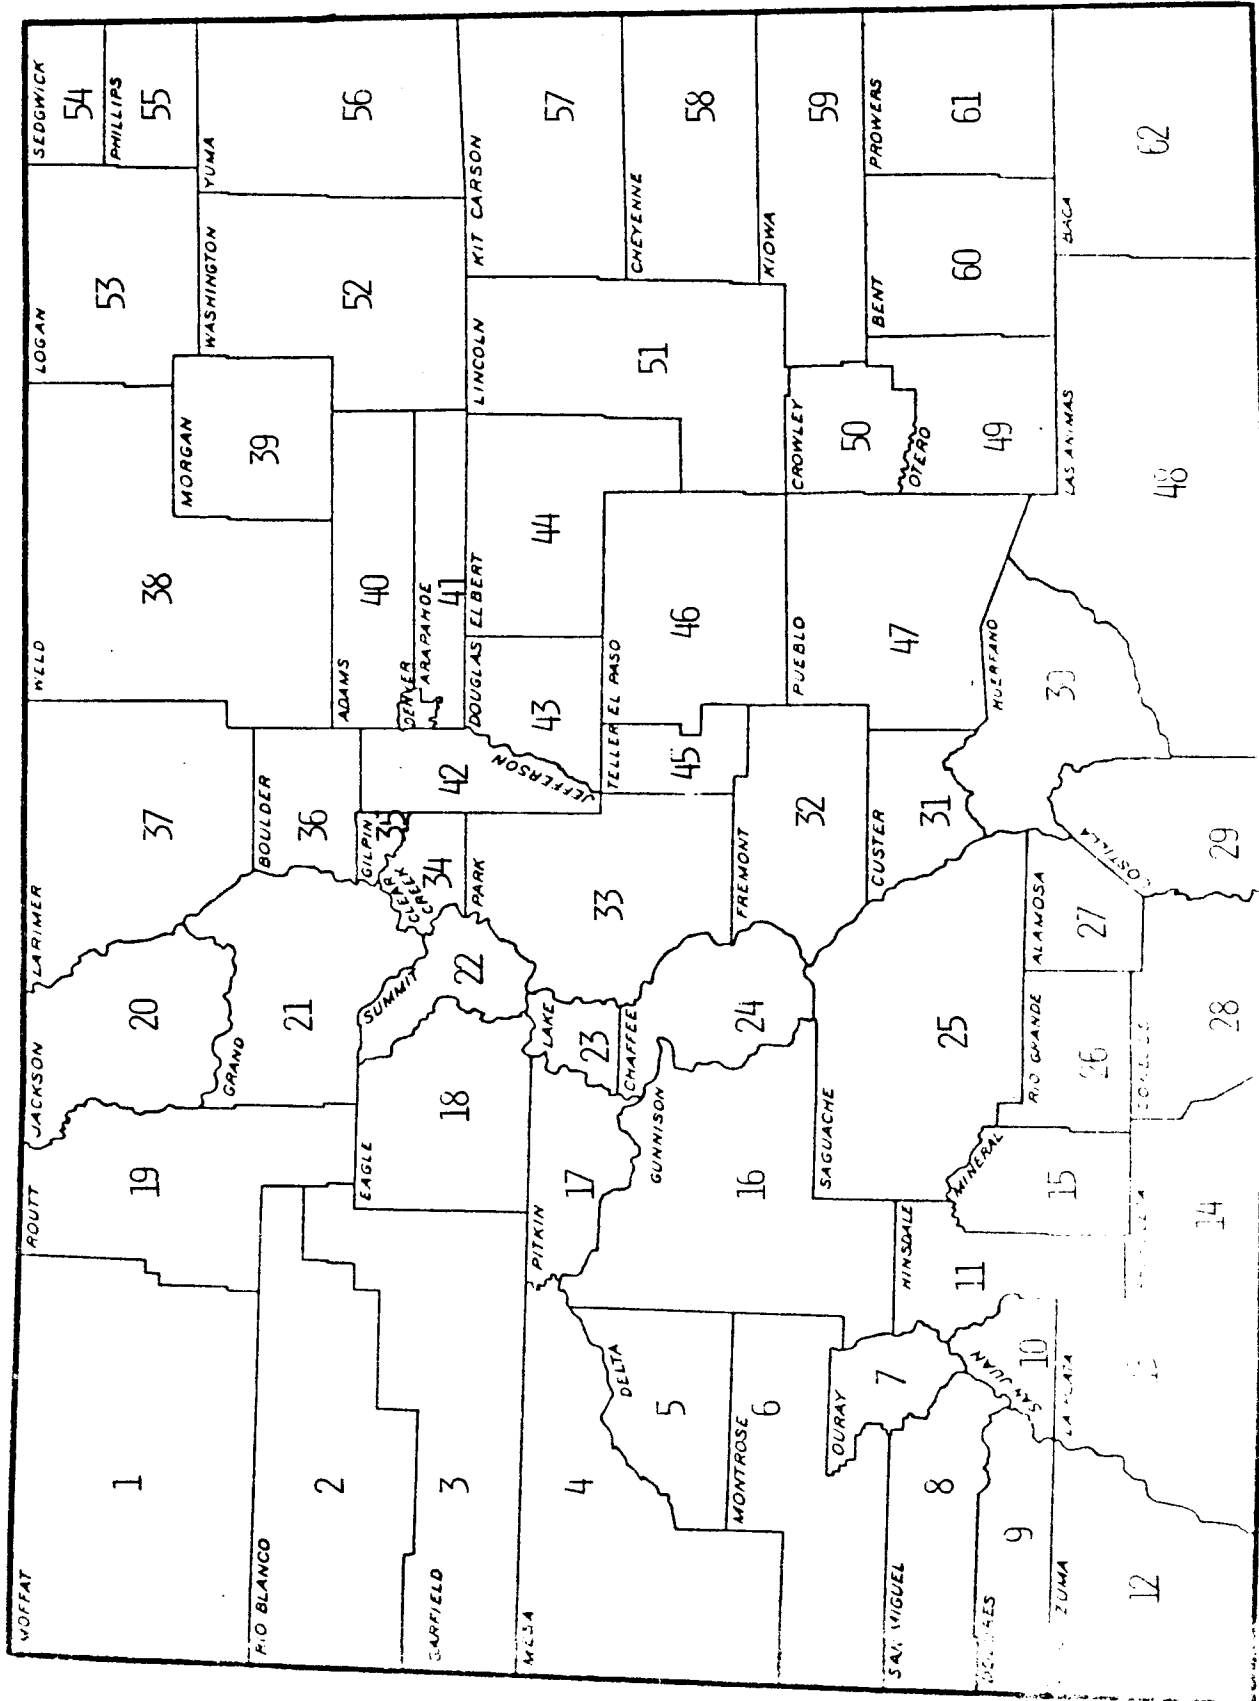 MOFFAT
1
ROUTT
19
JACKSON
20
LARIMER
37
WELD
38
LOGAN
53
SEDGWICK
54
PHILLIPS
55
RIO BLANCO
2
GRAND
21
BOULDER
36
MORGAN
39
WASHINGTON
52
YUMA
56
GARFIELD
3
EAGLE
18
SUMMIT
22
GILPIN
35
CLEAR
CREEK
34
JEFFERSON
42
ADAMS
40
DENVER
ARAPAHOE
41
MESA
4
PITKIN
17
LAKE
23
PARK
33
DOUGLAS
43
ELBERT
44
LINCOLN
51
KIT CARSON
57
DELTA
5
GUNNISON
16
CHAFFEE
24
TELLER
45
EL PASO
46
CHEYENNE
58
MONTROSE
6
FREMONT
32
PUEBLO
47
CROWLEY
50
KIOWA
59
OURAY
7
SAGUACHE
25
CUSTER
31
OTERO
49
BENT
60
PROWERS
61
SAN MIGUEL
8
HINSDALE
11
MINERAL
15
RIO GRANDE
26
ALAMOSA
27
HUERFANO
30
9
SAN JUAN
10
COSTILLA
29
LAS ANIMAS
48
BACA
62
ZUMA
12
LA PLATA
13
14
28